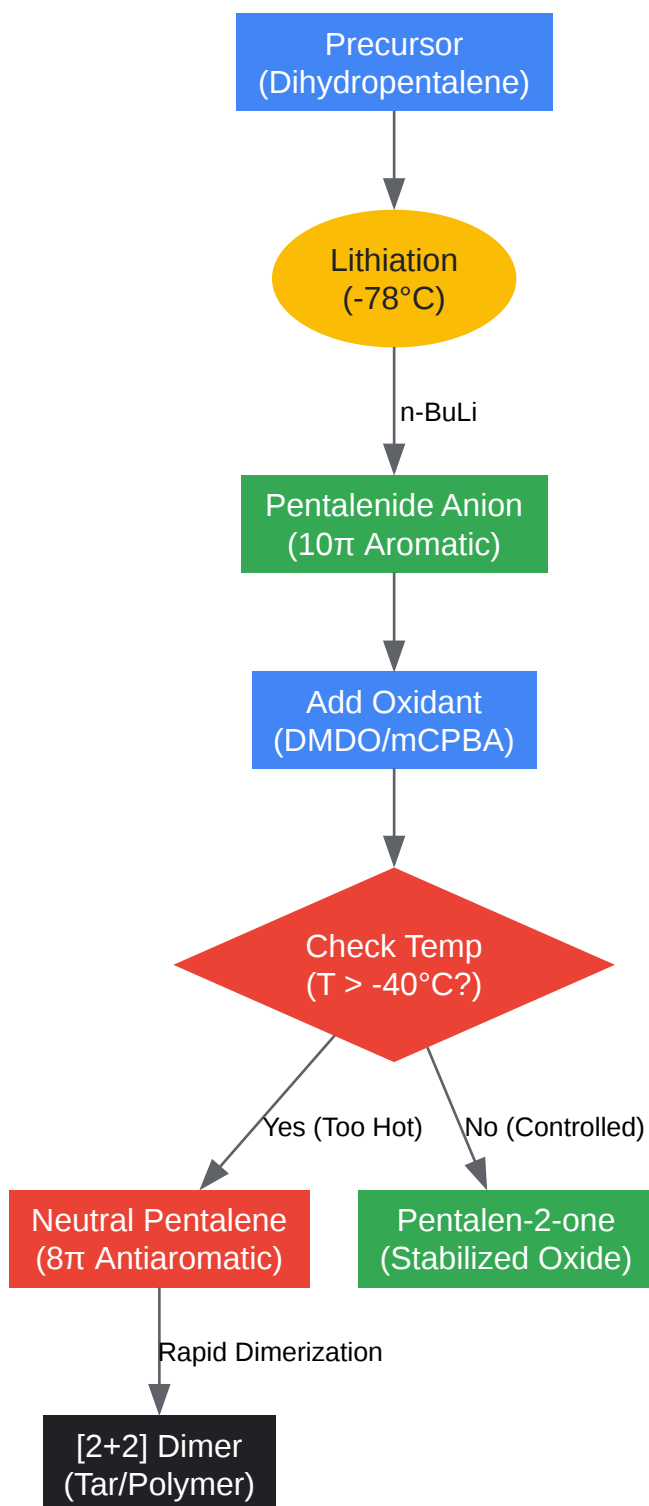 Precursor
(Dihydropentalene)
Lithiation
(-78°C)
n-BuLi
Pentalenide Anion
(10π Aromatic)
Add Oxidant
(DMDO/mCPBA)
Check Temp
(T > -40°C?)
Yes (Too Hot)
No (Controlled)
Neutral Pentalene
(8π Antiaromatic)
Pentalen-2-one
(Stabilized Oxide)
Rapid Dimerization
[2+2] Dimer
(Tar/Polymer)